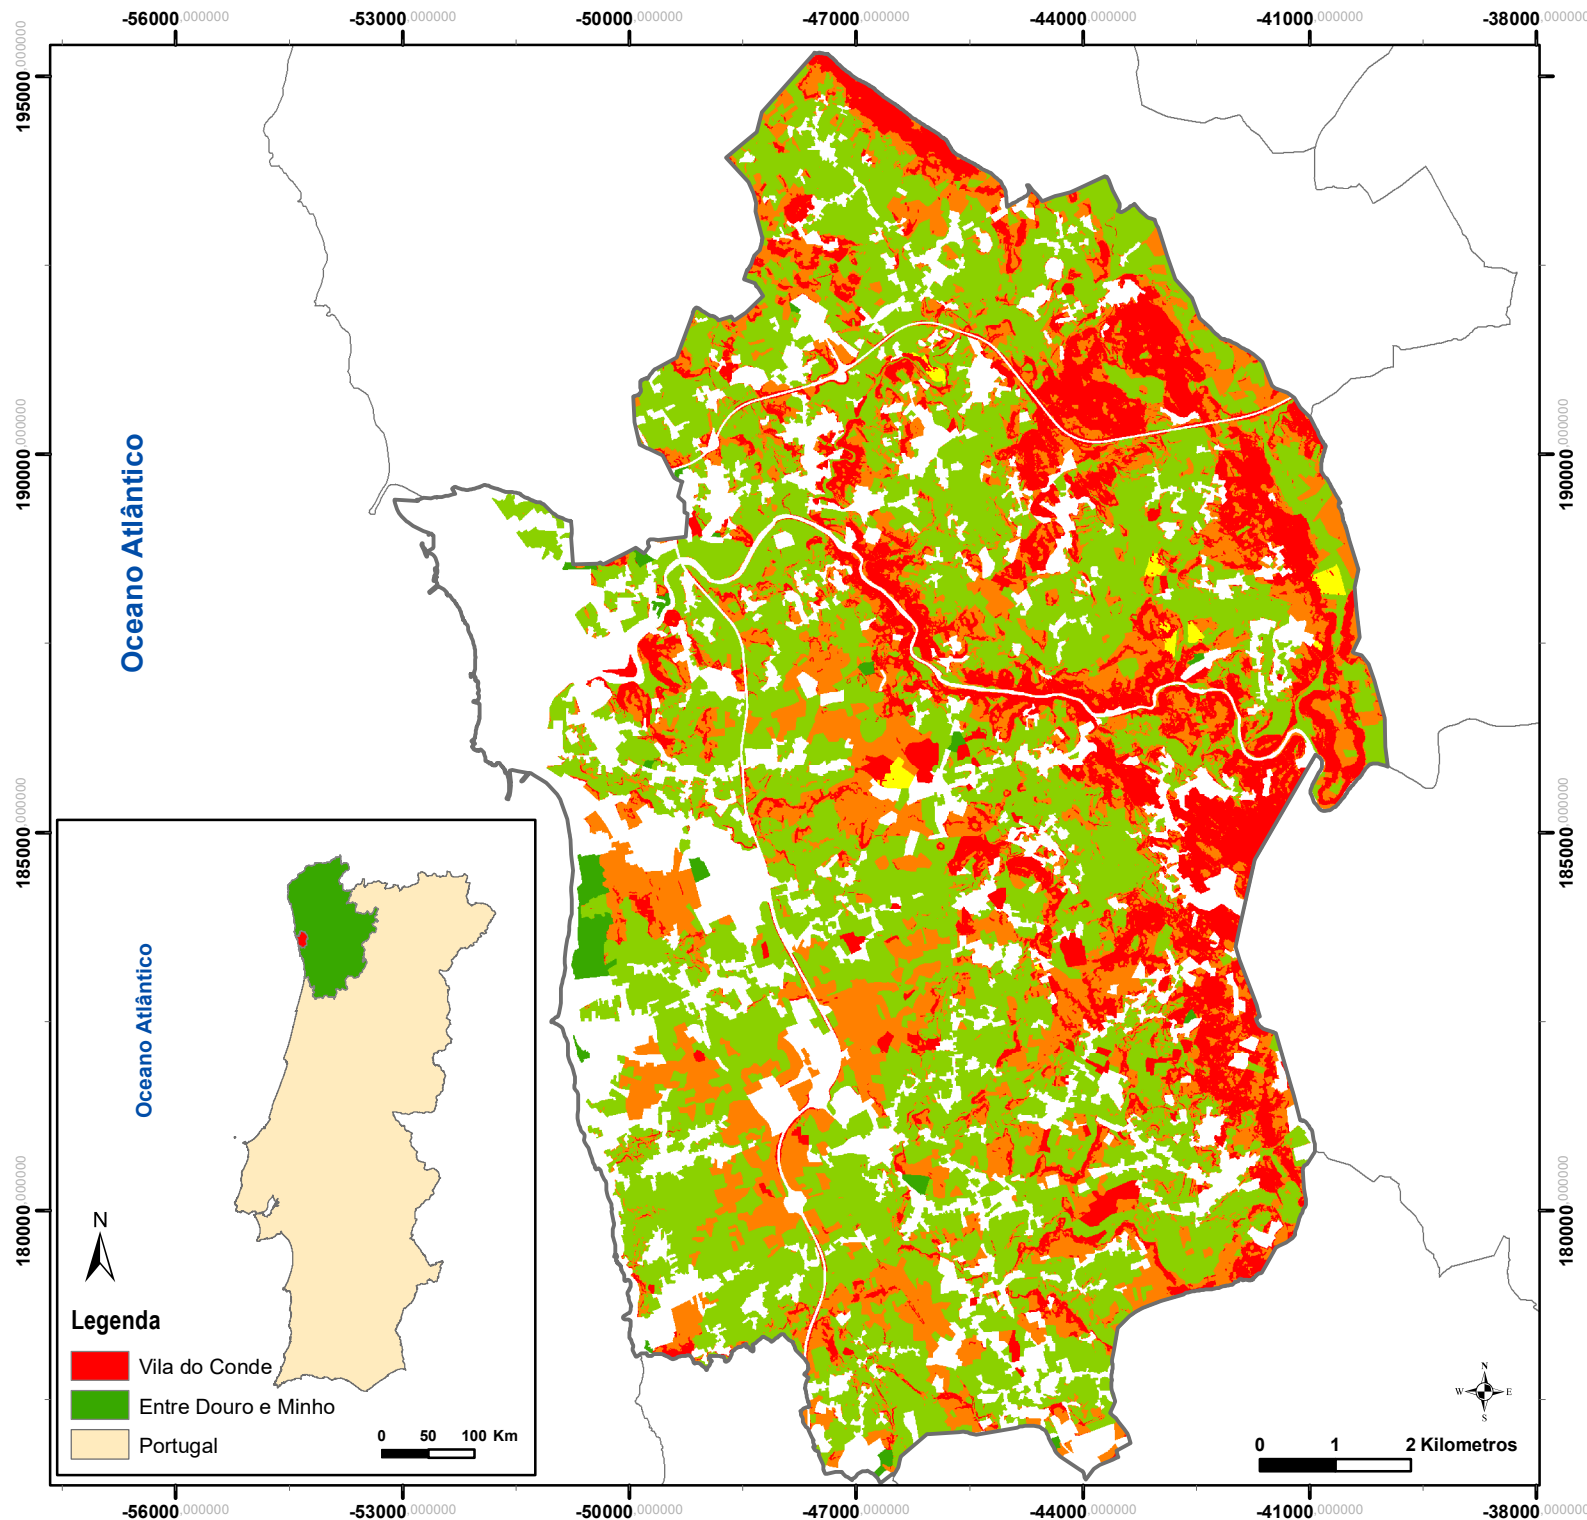 -56000,000000 -53000,000000 -50000,000000 -47000,000000 -44000,000000 -41000,000000 -38000,000000
195000,000000
190000,000000
190000,000000
185000,000000
185000,000000
180000,000000
180000,000000
Oceano Atlântico
Oceano Atlântico
N
Legenda
Vila do Conde
Entre Douro e Minho
Portugal
0 50 100 Km
N
W E
S
0 1 2 Kilometros
-56000,000000 -53000,000000 -50000,000000 -47000,000000 -44000,000000 -41000,000000 -38000,000000